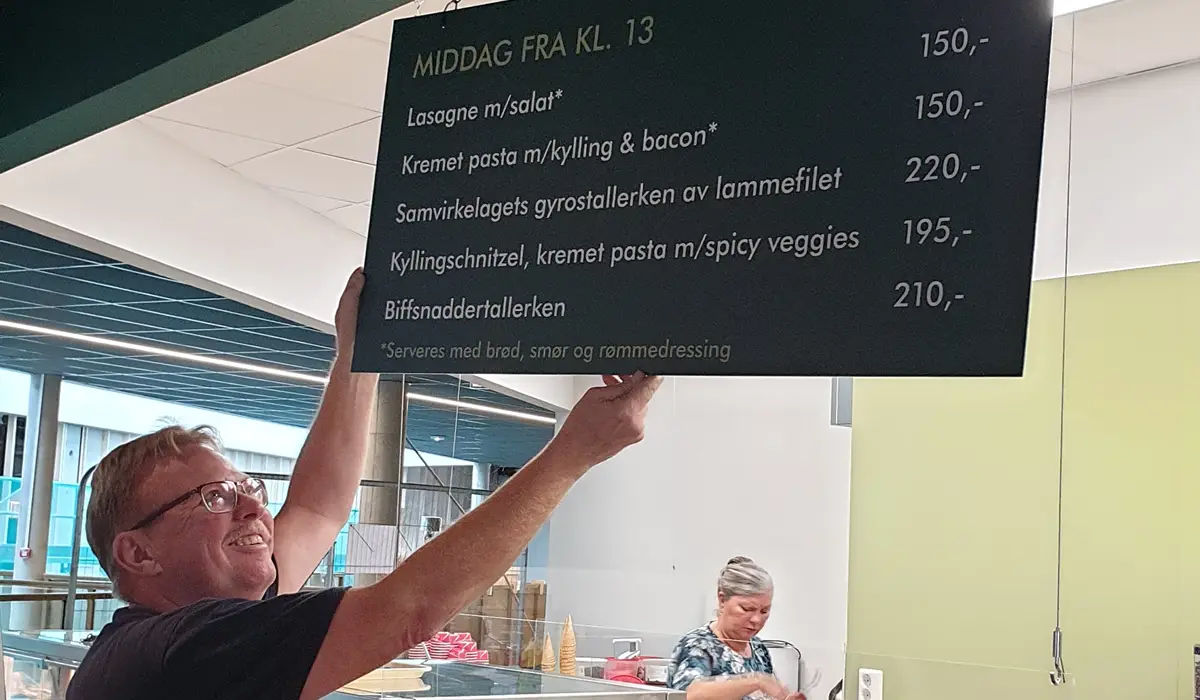 MIDDAG FRA KL. 13
Lasagne m/salat* 150,-
Kremet pasta m/kylling & bacon* 150,-
Samvirkelagets gyrostallerken av lammefilet 220,-
Kyllingschnitzel, kremet pasta m/spicy veggies 195,-
Biffsnaddertallerken 210,-
*Serveres med brød, smør og rømmedressing